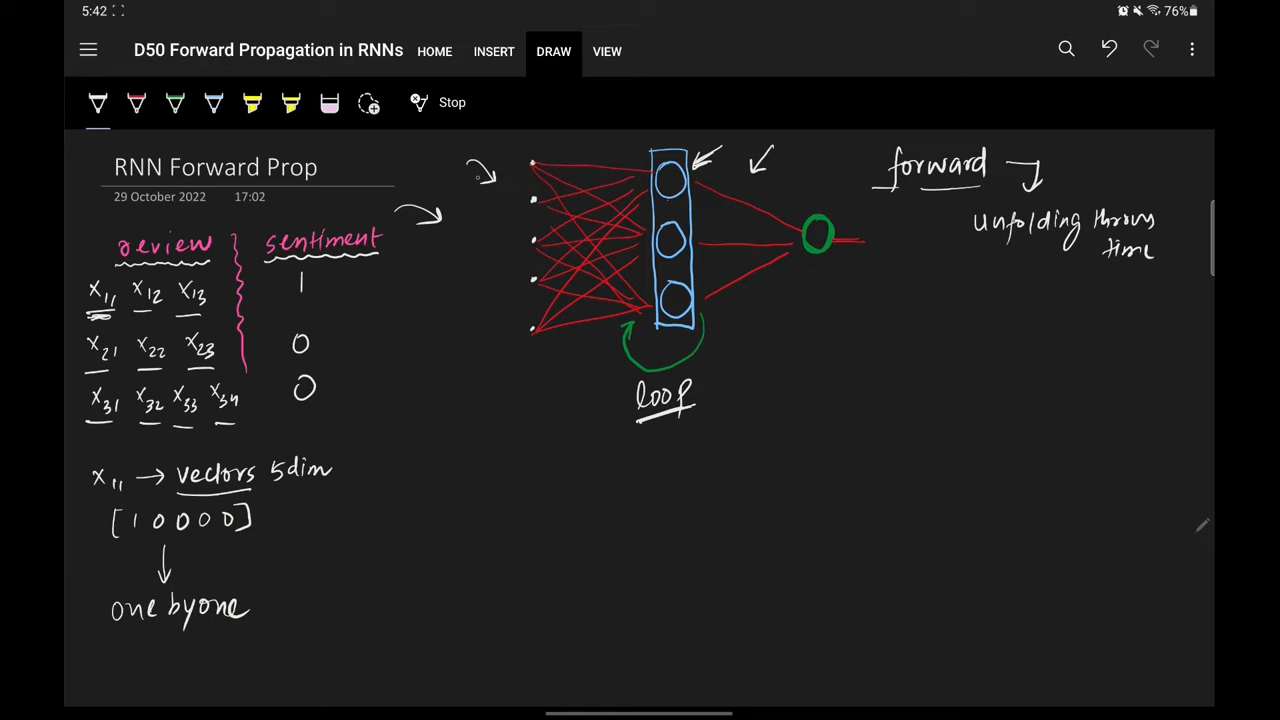 5:42
76%
D50 Forward Propagation in RNNs HOME INSERT DRAW VIEW
Stop
RNN Forward Prop
29 October 2022 17:02
review sentiment
x11 x12 x13 1
x21 x22 x23 0
x31 x32 x33 x34 0
x11 → vectors 5dim
[1 0 0 0 0]
one by one
loop
forward
Unfolding throus
time